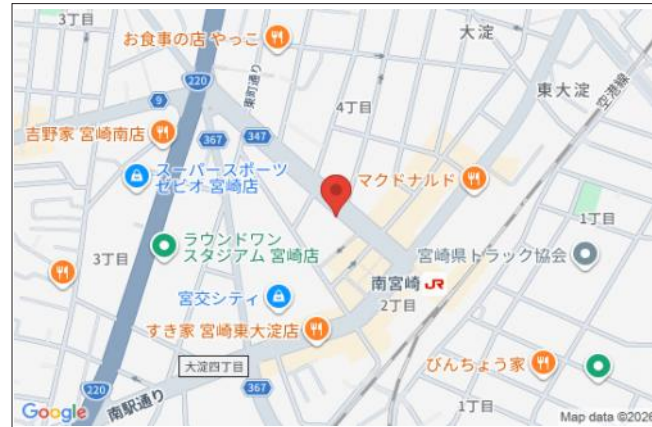 3丁目
お食事の店 やっこ
大淀
220
東町通り
東大淀
空港線
9
4丁目
吉野家 宮崎南店
367
347
スーパースポーツ
ゼビオ 宮崎店
マクドナルド
1丁目
ラウンドワン
スタジアム 宮崎店
3丁目
宮崎県トラック協会
南宮崎 JR
宮交シティ
2丁目
すき家 宮崎東大淀店
大淀四丁目
びんちょう家
220
367
南駅通り
1丁目
Google
Map data ©2026